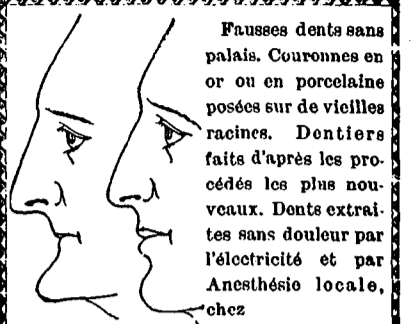 Fausses dents sans
palais. Couronnes en
or ou en porcelaine
posées sur de vieilles
racines. Dentiers
faits d'après les pro-
cédés les plus nou-
veaux. Dents extrai-
tes sans douleur par
l'électricité et par
Anesthésie locale,
chez